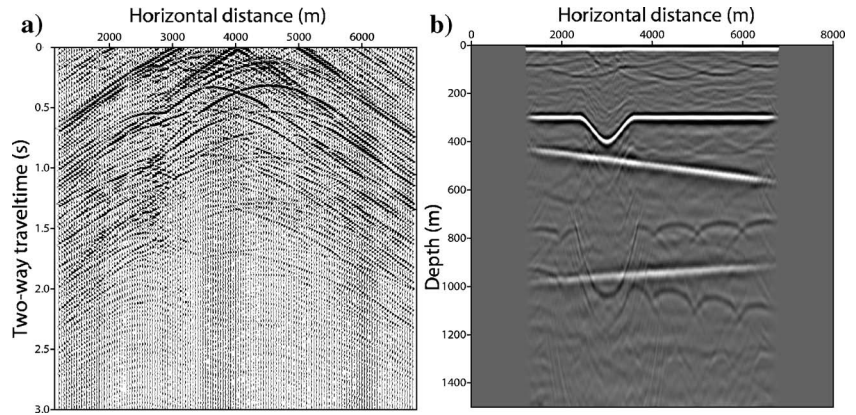 a)
Horizontal distance (m)
2000 3000 4000 5000 6000
Two-way traveltime (s)
0
0.5
1.0
1.5
2.0
2.5
3.0
b)
Horizontal distance (m)
0 2000 4000 6000 8000
Depth (m)
0
200
400
600
800
1000
1200
1400